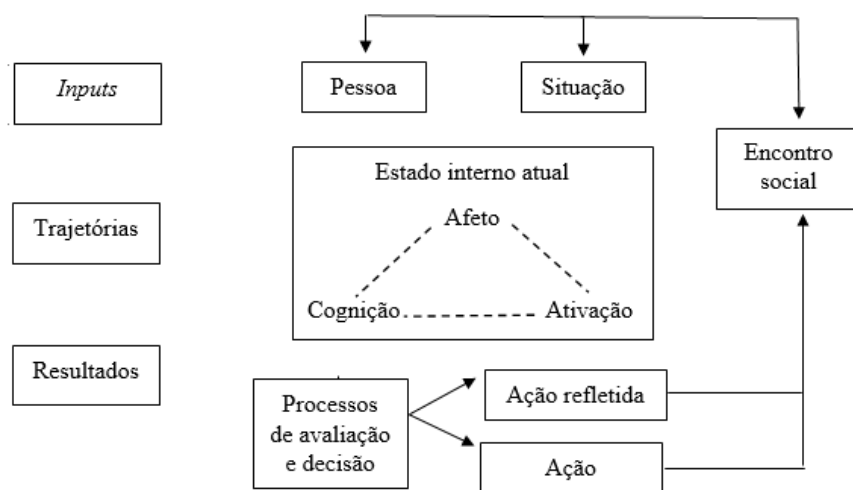 Inputs
Pessoa
Situação
Encontro
social
Estado interno atual
Afeto
Trajetórias
Cognição
Ativação
Resultados
Processos
de avaliação
e decisão
Ação refletida
Ação